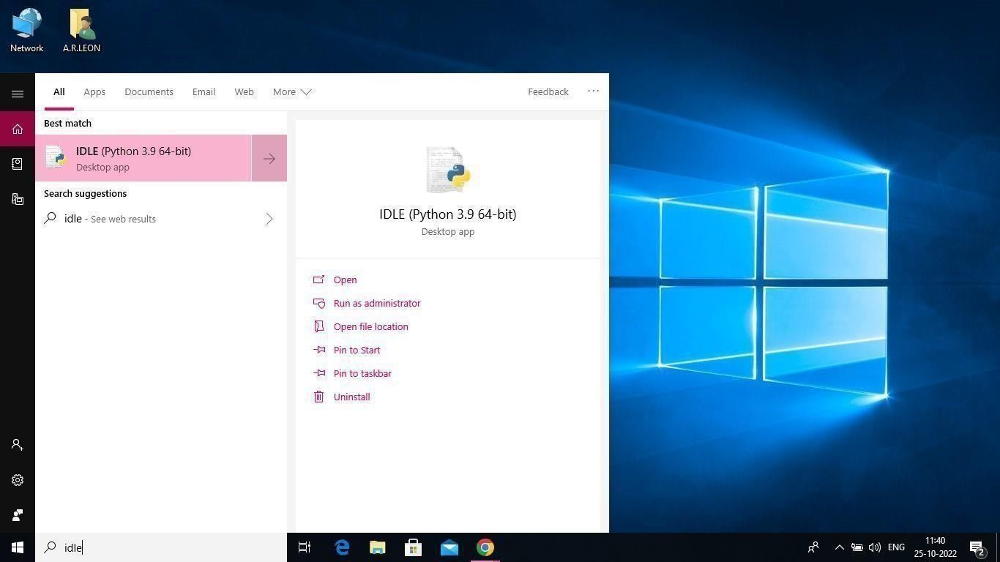 Network
A.R.LEON
All Apps Documents Email Web More Feedback ...
Best match
IDLE (Python 3.9 64-bit)
Desktop app
Search suggestions
idle - See web results
IDLE (Python 3.9 64-bit)
Desktop app
Open
Run as administrator
Open file location
Pin to Start
Pin to taskbar
Uninstall
idle
ENG
11:40
25-10-2022
2